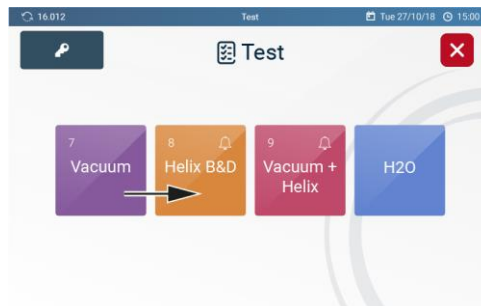 16.012 Test Tue 27/10/18 15:00
Test
7
Vacuum
8
Helix B&D
9
Vacuum +
Helix
H2O